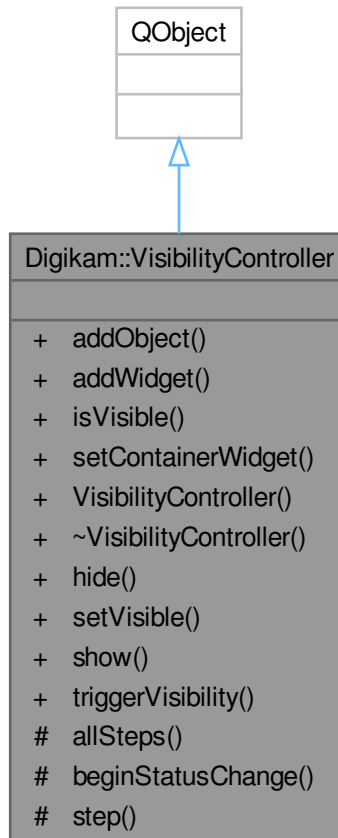 QObject
Digikam::VisibilityController
+ addObject()
+ addWidget()
+ isVisible()
+ setContainerWidget()
+ VisibilityController()
+ ~VisibilityController()
+ hide()
+ setVisible()
+ show()
+ triggerVisibility()
# allSteps()
# beginStatusChange()
# step()